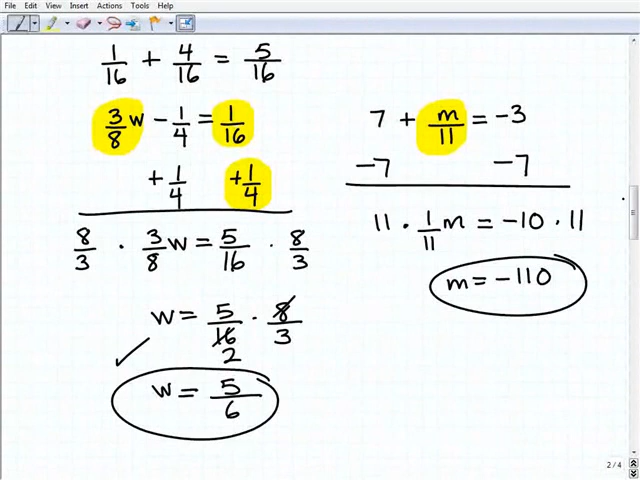 File Edit View Insert Actions Tools Help
1/16 + 4/16 = 5/16
3/8 w - 1/4 = 1/16
+ 1/4 + 1/4
8/3 · 3/8 w = 5/16 · 8/3
w = 5/16 · 8/3
2
w = 5/6
7 + m/11 = -3
-7 -7
11 · 1/11 m = -10 · 11
m = -110
2/4